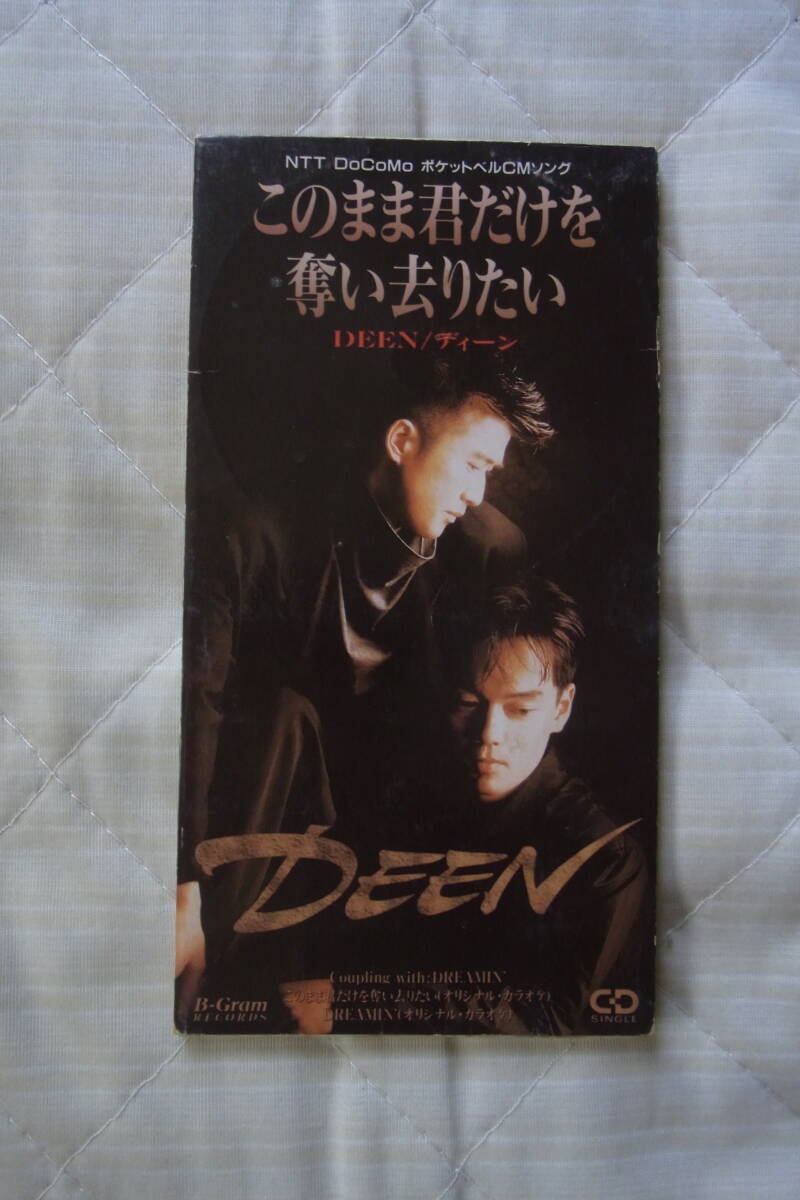 NTT DoCoMo ポケットベルCMソング
このまま君だけを
奪い去りたい
DEEN/ディーン
DEEN
Coupling with:DREAMIN'
このまま君だけを奪い去りたい(オリジナル・カラオケ)
DREAMIN'(オリジナル・カラオケ)
B-Gram
RECORDS
CD
SINGLE